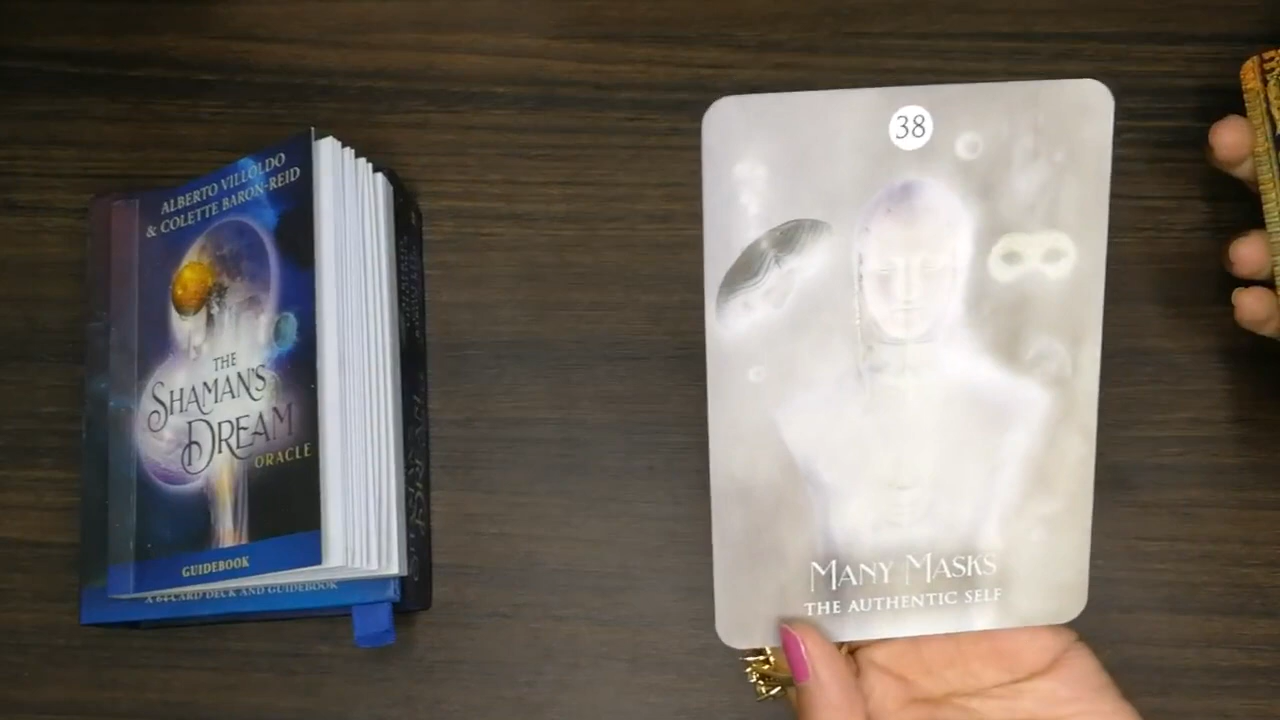 ALBERTO VILLOLDO
& COLETTE BARON-REID
THE
SHAMAN'S
DREAM
ORACLE
GUIDEBOOK
A 64-CARD DECK AND GUIDEBOOK
38
MANY MASKS
THE AUTHENTIC SELF